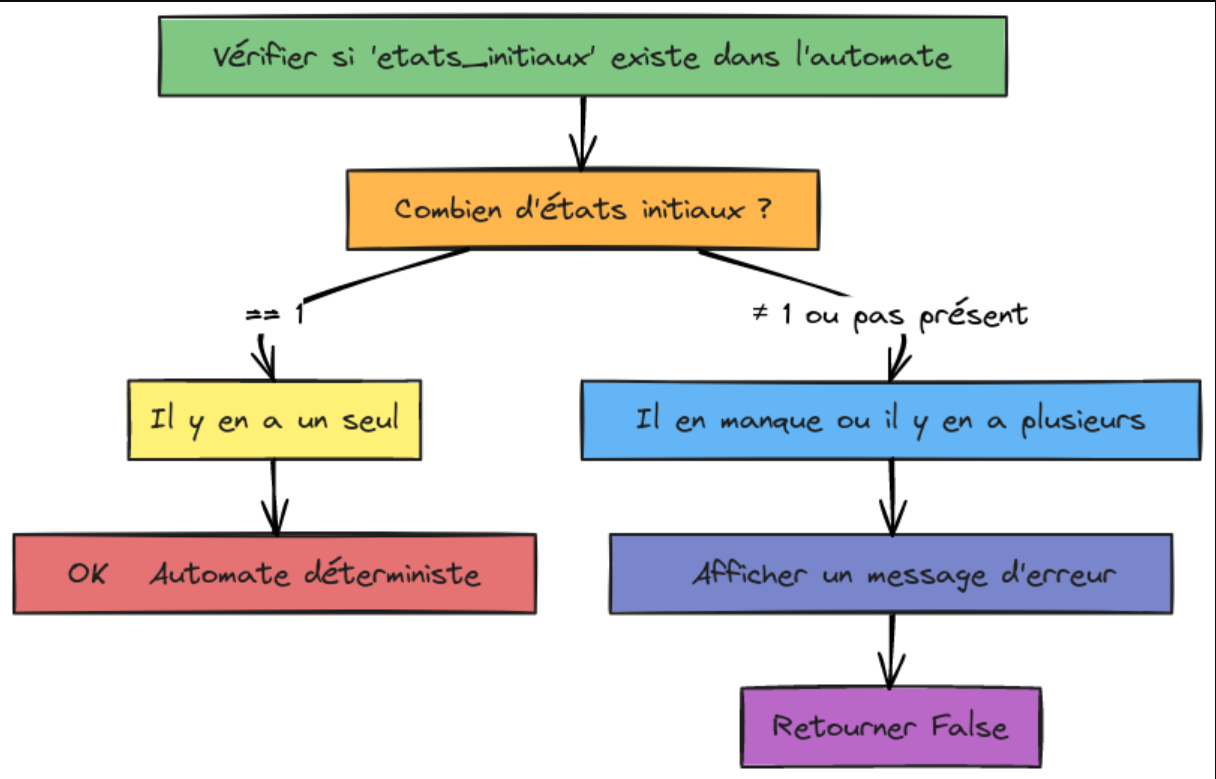 Vérifier si 'etats_initiaux' existe dans l'automate
Combien d'états initiaux ?
== 1
≠ 1 ou pas présent
Il y en a un seul
Il en manque ou il y en a plusieurs
OK Automate déterministe
Afficher un message d'erreur
Retourner False